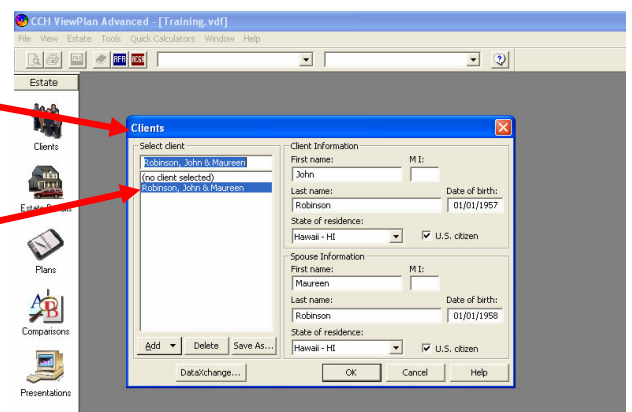 CCH ViewPlan Advanced - [Training.vdf]
File View Estate Tools Quick Calculators Window Help
AFR
Estate
Clients
Plans
Comparisons
Presentations
Clients
Select client
Robinson, John & Maureen
(no client selected)
Robinson, John & Maureen
Add Delete Save As...
DataXchange...
Client Information
First name: M I:
John
Last name: Date of birth:
Robinson 01/01/1957
State of residence:
Hawaii - HI U.S. citizen
Spouse Information
First name: M I:
Maureen
Last name: Date of birth:
Robinson 01/01/1958
State of residence:
Hawaii - HI U.S. citizen
OK Cancel Help